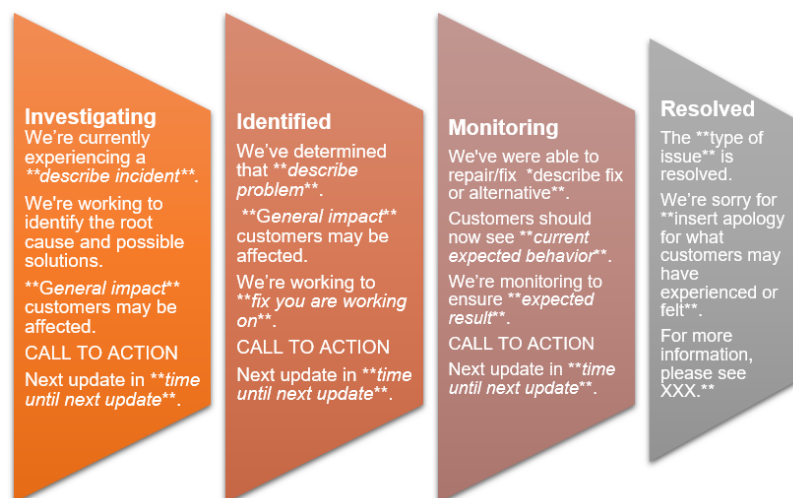 Investigating
We're currently
experiencing a
**describe incident**.
We're working to
identify the root
cause and possible
solutions.
**General impact**
customers may be
affected.
CALL TO ACTION
Next update in **time
until next update**.
Identified
We've determined
that **describe
problem**.
**General impact**
customers may be
affected.
We're working to
**fix you are working
on**.
CALL TO ACTION
Next update in **time
until next update**.
Monitoring
We've were able to
repair/fix *describe fix
or alternative**.
Customers should
now see **current
expected behavior**.
We're monitoring to
ensure **expected
result**.
CALL TO ACTION
Next update in **time
until next update**.
Resolved
The **type of
issue** is
resolved.
We're sorry for
**insert apology
for what
customers may
have
experienced or
felt**.
For more
information,
please see
XXX.**